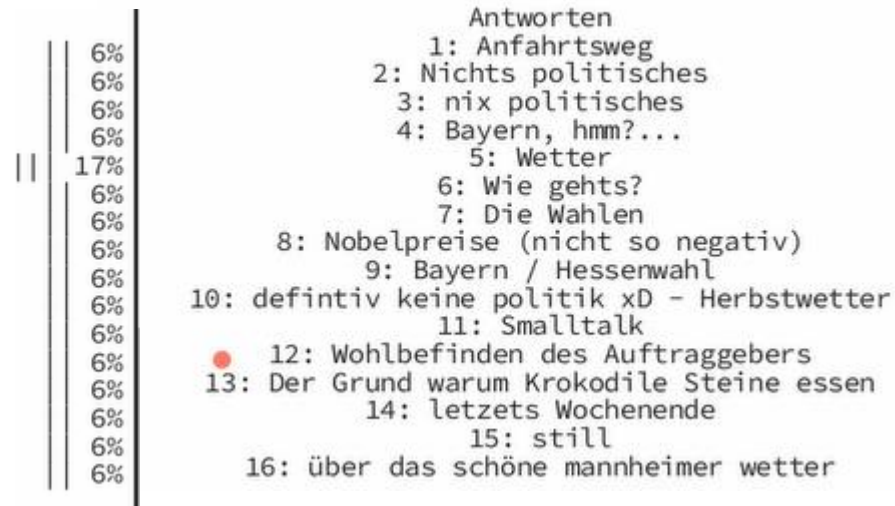 Antworten
6% 1: Anfahrtsweg
6% 2: Nichts politisches
6% 3: nix politisches
6% 4: Bayern, hmm?...
17% 5: Wetter
6% 6: Wie gehts?
6% 7: Die Wahlen
6% 8: Nobelpreise (nicht so negativ)
6% 9: Bayern / Hessenwahl
6% 10: defintiv keine politik xD - Herbstwetter
6% 11: Smalltalk
6% 12: Wohlbefinden des Auftraggebers
6% 13: Der Grund warum Krokodile Steine essen
6% 14: letzets Wochenende
6% 15: still
6% 16: über das schöne mannheimer wetter